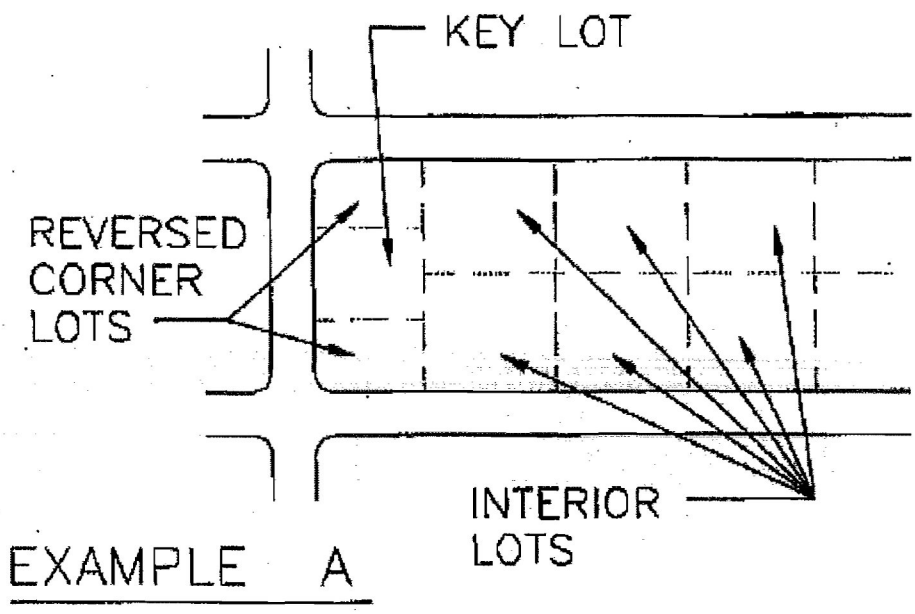 KEY LOT
REVERSED
CORNER
LOTS
INTERIOR
LOTS
EXAMPLE A